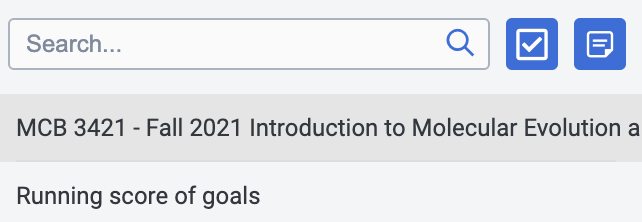 Search...
MCB 3421 - Fall 2021 Introduction to Molecular Evolution a
Running score of goals